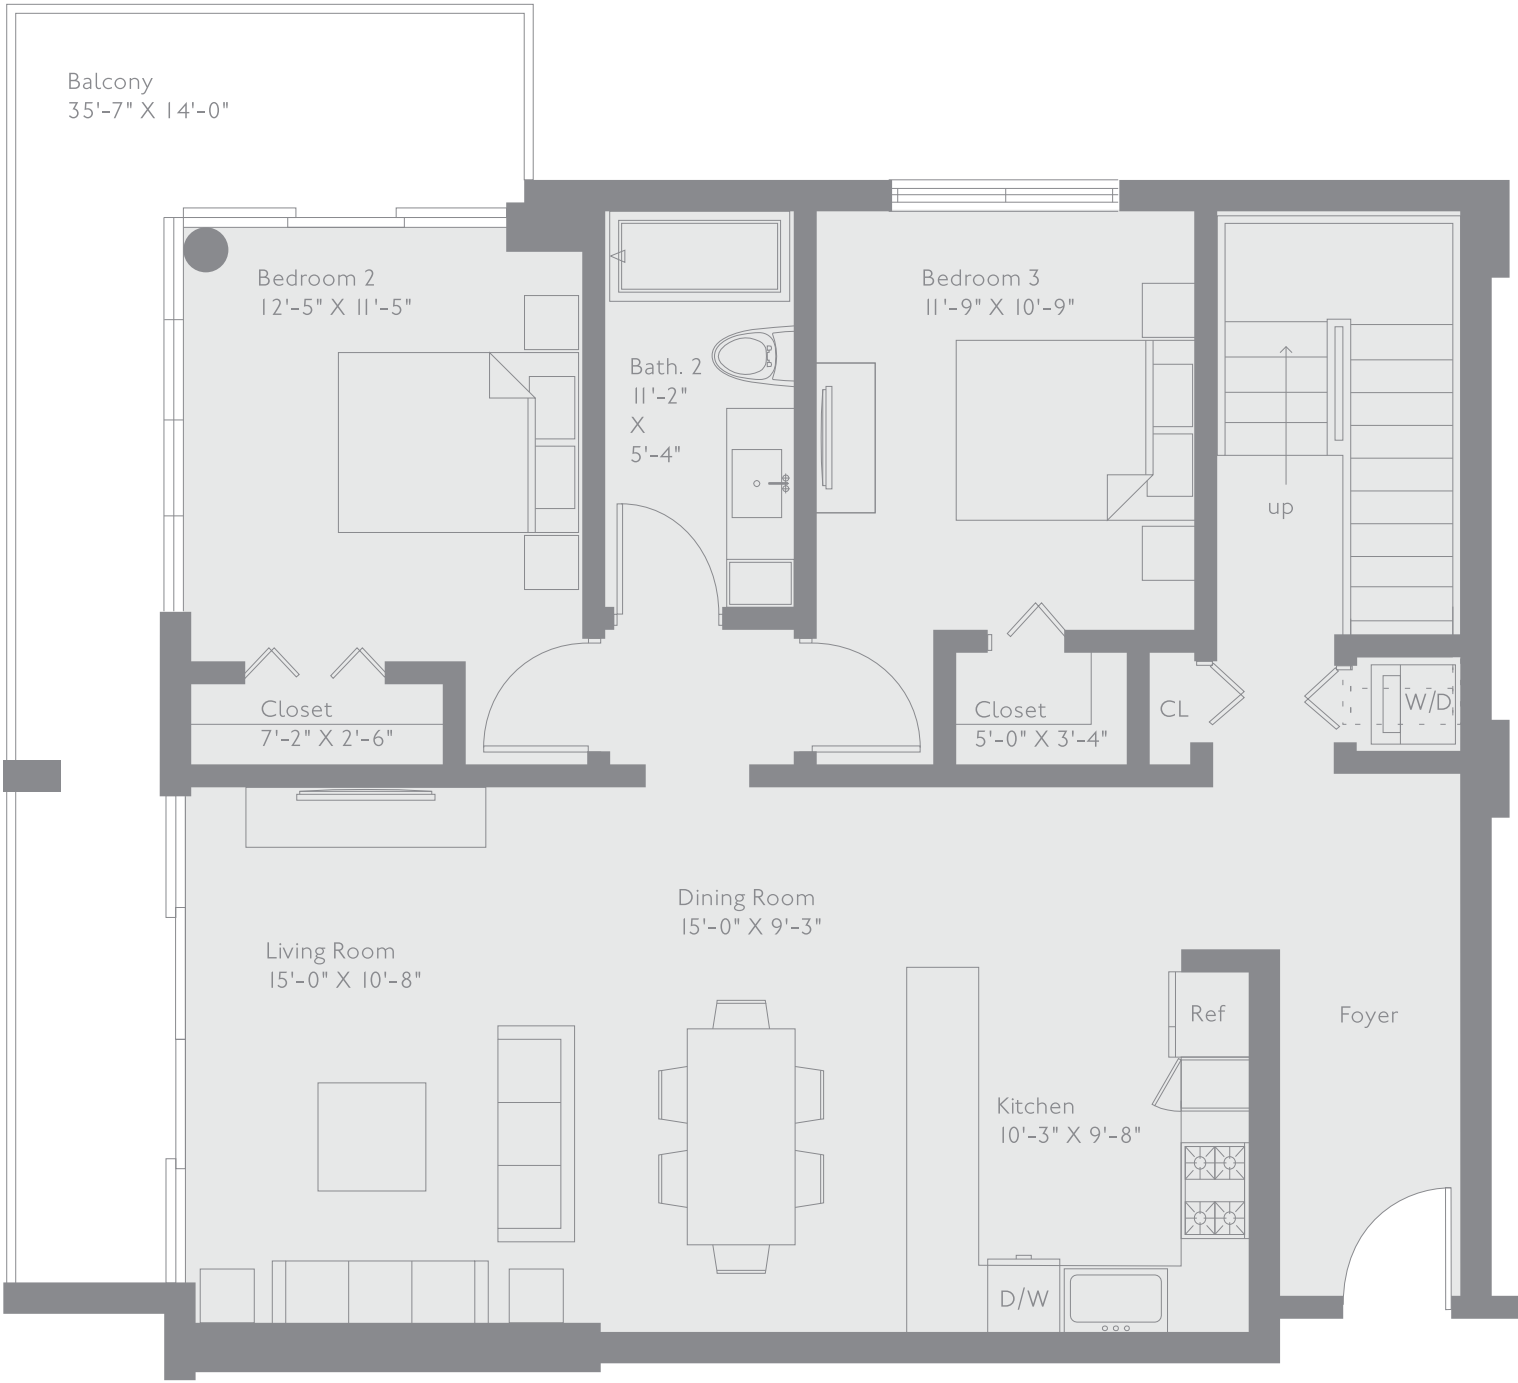 Balcony
35'-7" X 14'-0"
Bedroom 2
12'-5" X 11'-5"
Bedroom 3
11'-9" X 10'-9"
Bath. 2
11'-2"
X
5'-4"
up
Closet
7'-2" X 2'-6"
Closet
5'-0" X 3'-4"
CL
W/D
Dining Room
15'-0" X 9'-3"
Living Room
15'-0" X 10'-8"
Ref
Foyer
Kitchen
10'-3" X 9'-8"
D/W